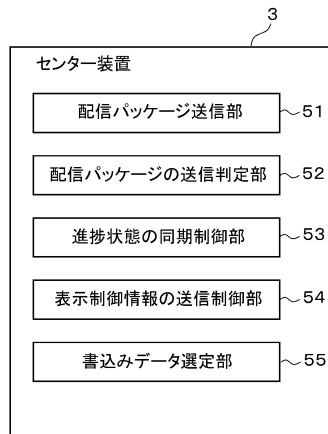 3
センター装置
配信パッケージ送信部 51
配信パッケージの送信判定部 52
進捗状態の同期制御部 53
表示制御情報の送信制御部 54
書込みデータ選定部 55